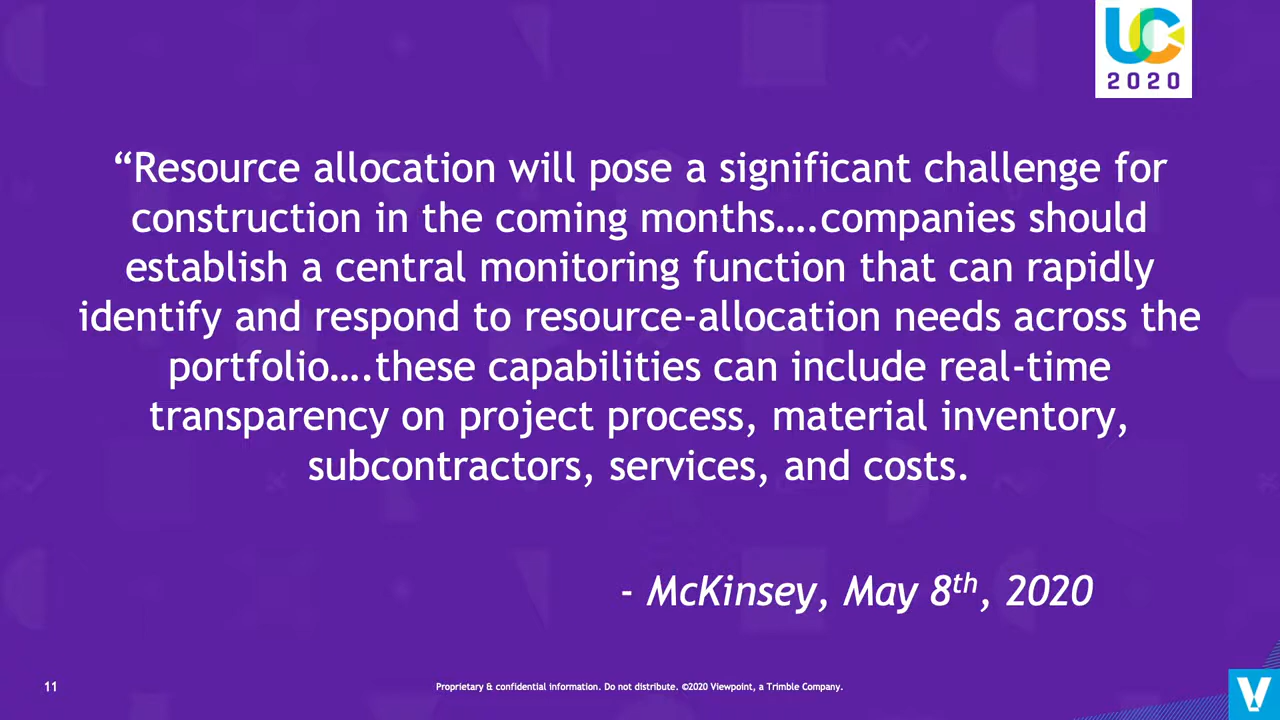 UC
2020
“Resource allocation will pose a significant challenge for
construction in the coming months….companies should
establish a central monitoring function that can rapidly
identify and respond to resource-allocation needs across the
portfolio….these capabilities can include real-time
transparency on project process, material inventory,
subcontractors, services, and costs.
- McKinsey, May 8th, 2020
11
Proprietary & confidential information. Do not distribute. ©2020 Viewpoint, a Trimble Company.